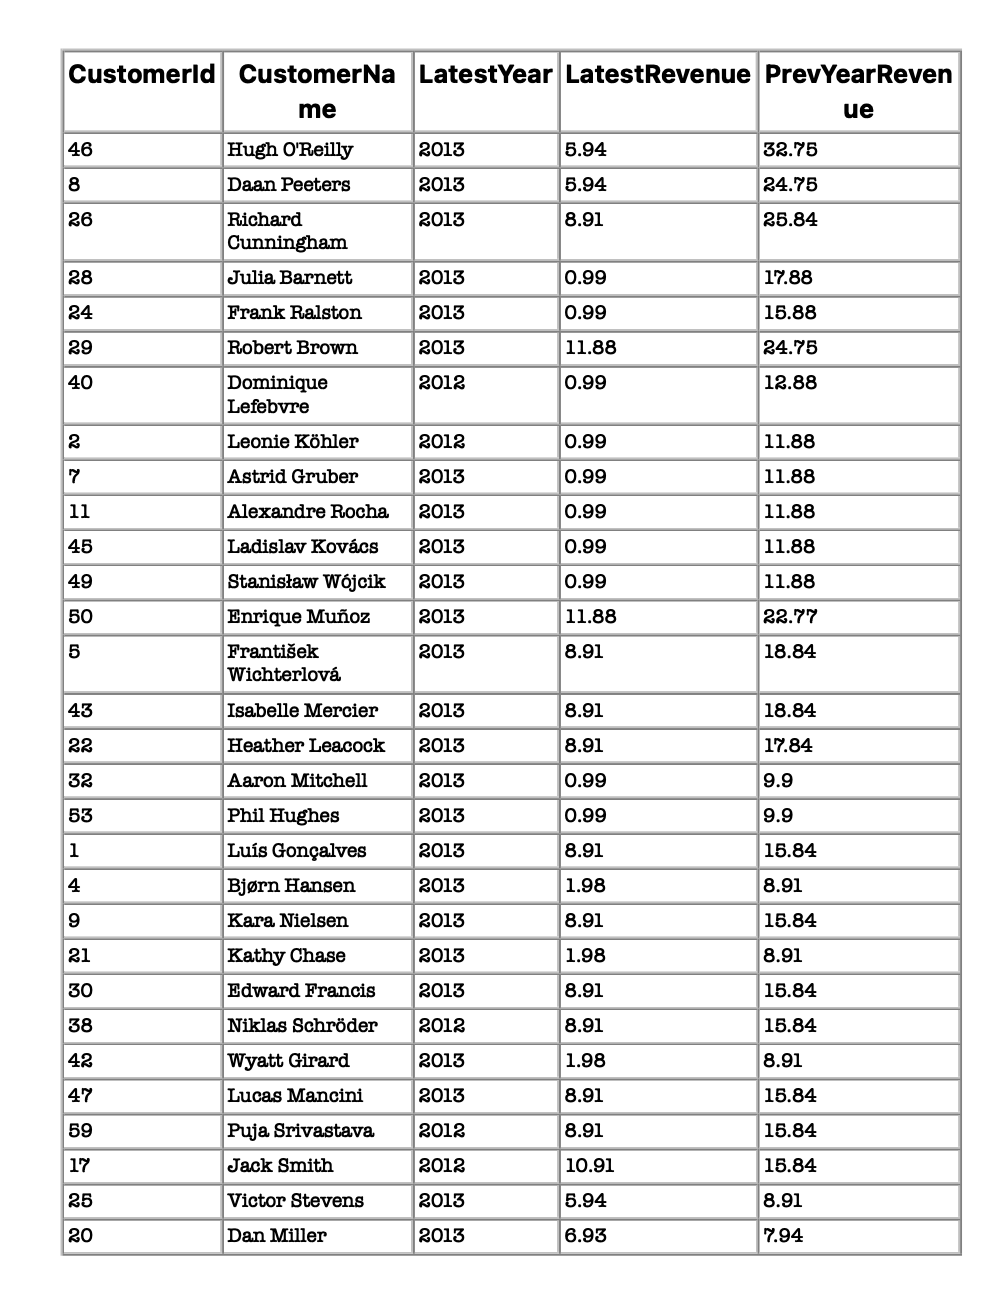 CustomerId CustomerNa LatestYear LatestRevenue PrevYearReven
me ue
46 Hugh O'Reilly 2013 5.94 32.75
8 Daan Peeters 2013 5.94 24.75
26 Richard 2013 8.91 25.84
Cunningham
28 Julia Barnett 2013 0.99 17.88
24 Frank Ralston 2013 0.99 15.88
29 Robert Brown 2013 11.88 24.75
40 Dominique 2012 0.99 12.88
Lefebvre
2 Leonie Köhler 2012 0.99 11.88
7 Astrid Gruber 2013 0.99 11.88
11 Alexandre Rocha 2013 0.99 11.88
45 Ladislav Kovács 2013 0.99 11.88
49 Stanisław Wójcik 2013 0.99 11.88
50 Enrique Muñoz 2013 11.88 22.77
5 František 2013 8.91 18.84
Wichterlová
43 Isabelle Mercier 2013 8.91 18.84
22 Heather Leacock 2013 8.91 17.84
32 Aaron Mitchell 2013 0.99 9.9
53 Phil Hughes 2013 0.99 9.9
1 Luís Gonçalves 2013 8.91 15.84
4 Bjørn Hansen 2013 1.98 8.91
9 Kara Nielsen 2013 8.91 15.84
21 Kathy Chase 2013 1.98 8.91
30 Edward Francis 2013 8.91 15.84
38 Niklas Schröder 2012 8.91 15.84
42 Wyatt Girard 2013 1.98 8.91
47 Lucas Mancini 2013 8.91 15.84
59 Puja Srivastava 2012 8.91 15.84
17 Jack Smith 2012 10.91 15.84
25 Victor Stevens 2013 5.94 8.91
20 Dan Miller 2013 6.93 7.94